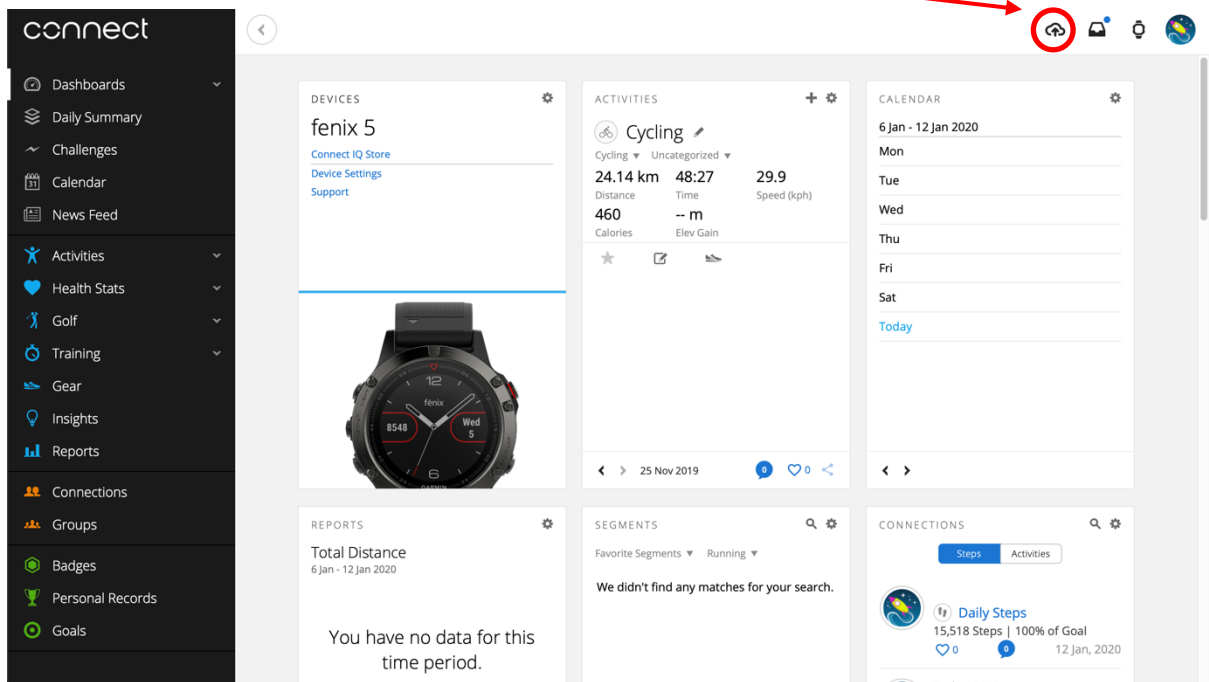 connect
Dashboards
Daily Summary
Challenges
31
Calendar
News Feed
Activities
Health Stats
Golf
Training
Gear
Insights
Reports
Connections
Groups
Badges
Personal Records
Goals
DEVICES
fenix 5
Connect IQ Store
Device Settings
Support
12
fēnix
8548
Wed
5
6
GARMIN
ACTIVITIES
Cycling
Cycling Uncategorized
24.14 km 48:27 29.9
Distance Time Speed (kph)
460 -- m
Calories Elev Gain
25 Nov 2019 0 0
CALENDAR
6 Jan - 12 Jan 2020
Mon
Tue
Wed
Thu
Fri
Sat
Today
REPORTS
Total Distance
6 Jan - 12 Jan 2020
You have no data for this
time period.
SEGMENTS
Favorite Segments Running
We didn't find any matches for your search.
CONNECTIONS
Steps Activities
Daily Steps
15,518 Steps | 100% of Goal
0 0 12 Jan, 2020